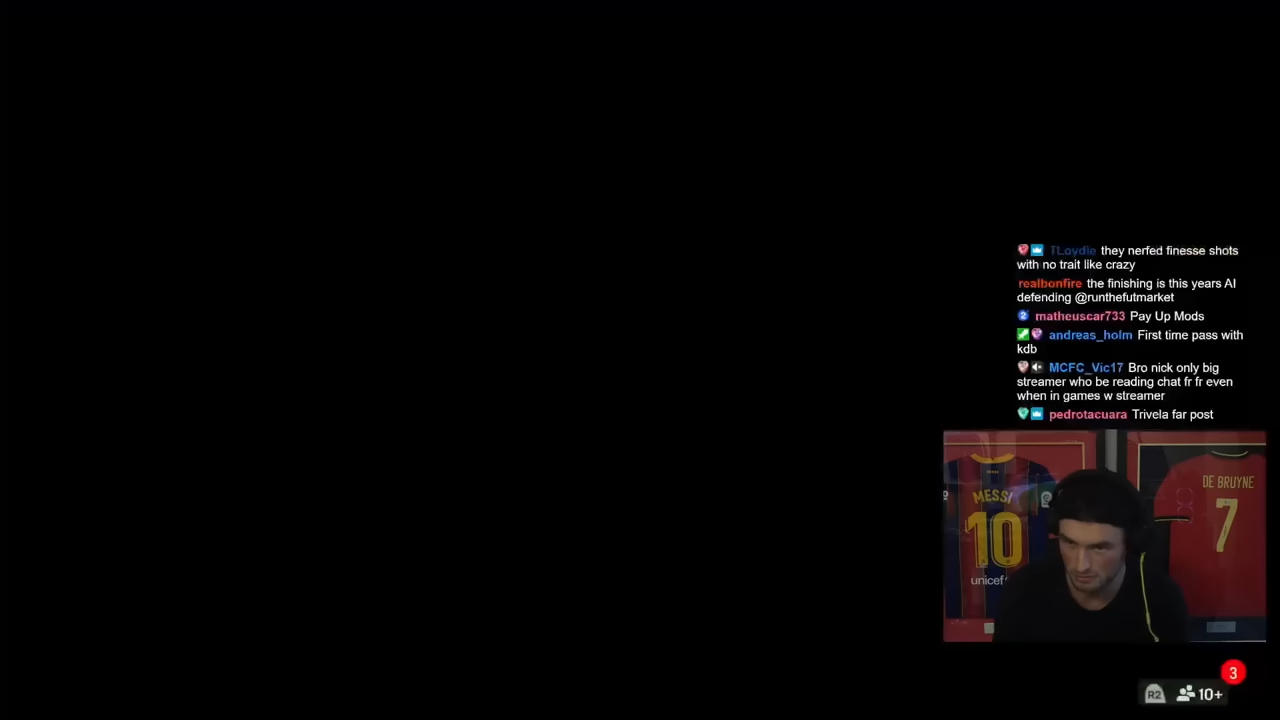 TLoydie they nerfed finesse shots
with no trait like crazy
realbonfire the finishing is this years AI
defending @runthefutmarket
2 matheuscar733 Pay Up Mods
andreas_holm First time pass with
kdb
MCFC_Vic17 Bro nick only big
streamer who be reading chat fr fr even
when in games w streamer
pedrotacuara Trivela far post
MESSI
10
unicef
DE BRUYNE
7
3
R2 10+